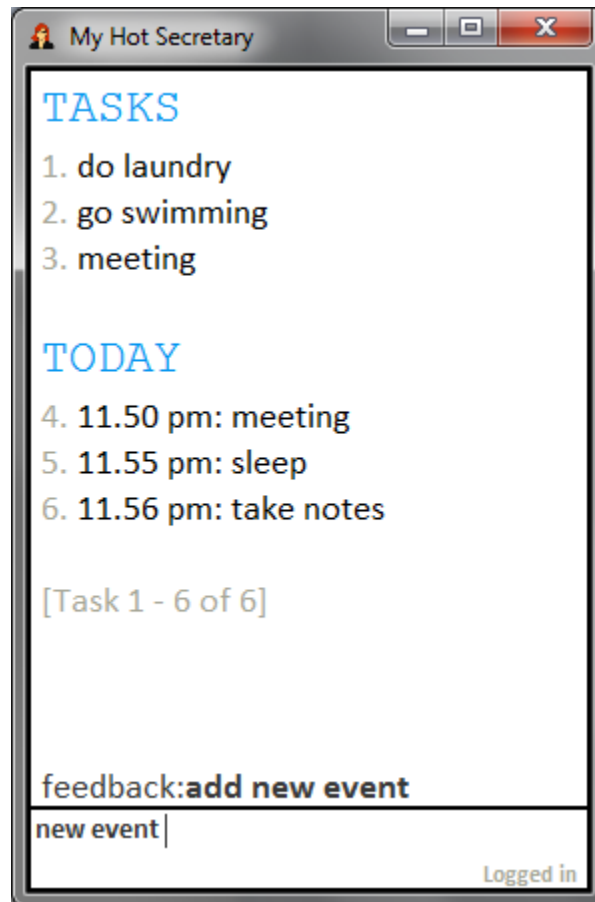 My Hot Secretary
TASKS
1. do laundry
2. go swimming
3. meeting
TODAY
4. 11.50 pm: meeting
5. 11.55 pm: sleep
6. 11.56 pm: take notes
[Task 1 - 6 of 6]
feedback:add new event
new event
Logged in